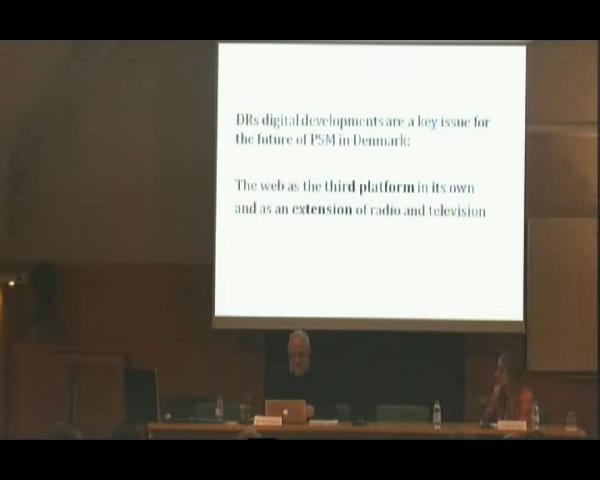 DRs digital developments are a key issue for
the future of PSM in Denmark:
The web as the third platform in its own
and as an extension of radio and television